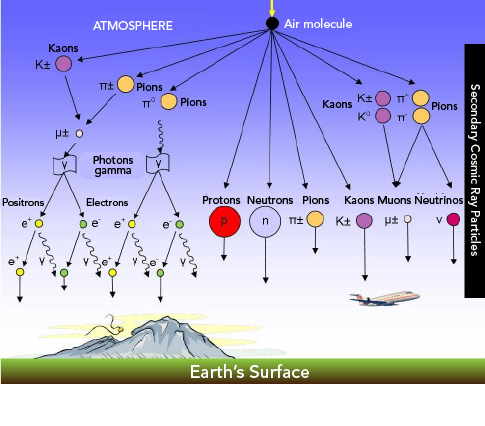 ATMOSPHERE
Air molecule
Kaons
K±
π± Pions
π⁰ Pions
Kaons
K±
K⁰
π⁺
π⁻
Pions
μ±
γ
Photons
gamma
γ
Positrons
Electrons
e⁺
e⁻
e⁺
e⁻
γ
γ
γ
γ
e⁺
e⁻
Protons
p
Neutrons
n
Pions
π±
Kaons
K±
Muons
μ±
Neutrinos
ν
Secondary Cosmic Ray Particles
Earth's Surface